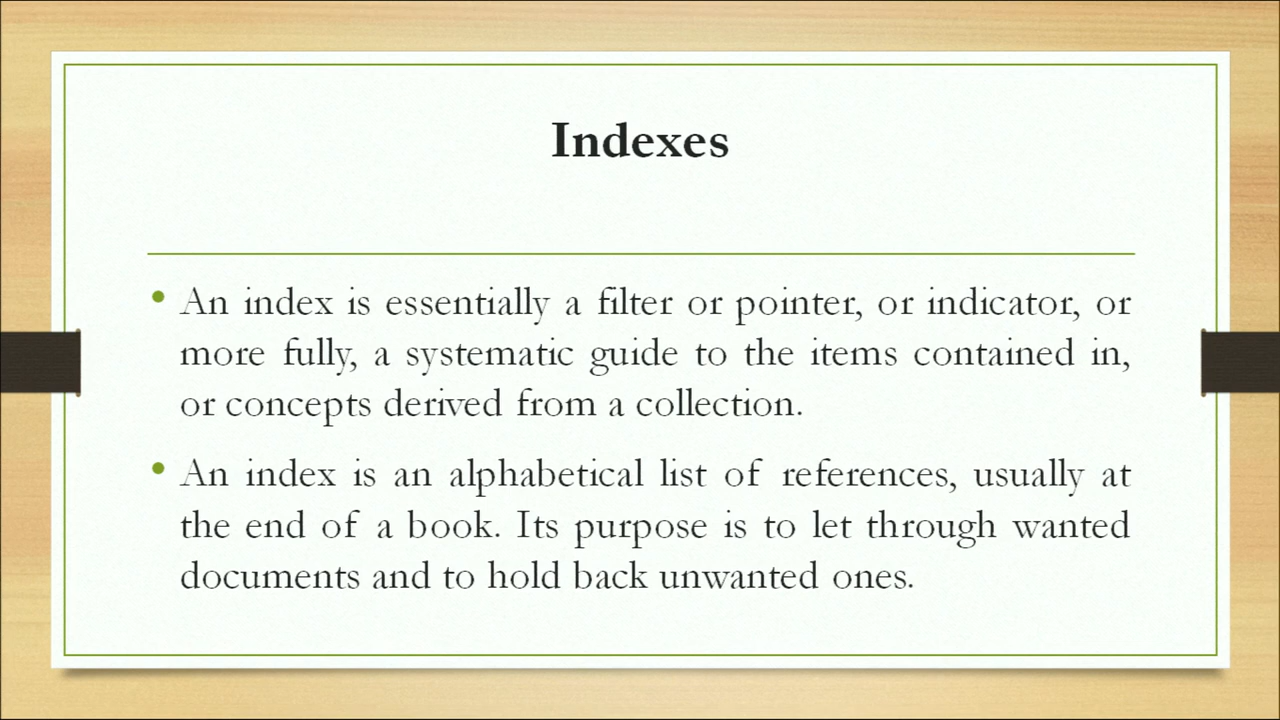 Indexes
• An index is essentially a filter or pointer, or indicator, or
more fully, a systematic guide to the items contained in,
or concepts derived from a collection.
• An index is an alphabetical list of references, usually at
the end of a book. Its purpose is to let through wanted
documents and to hold back unwanted ones.